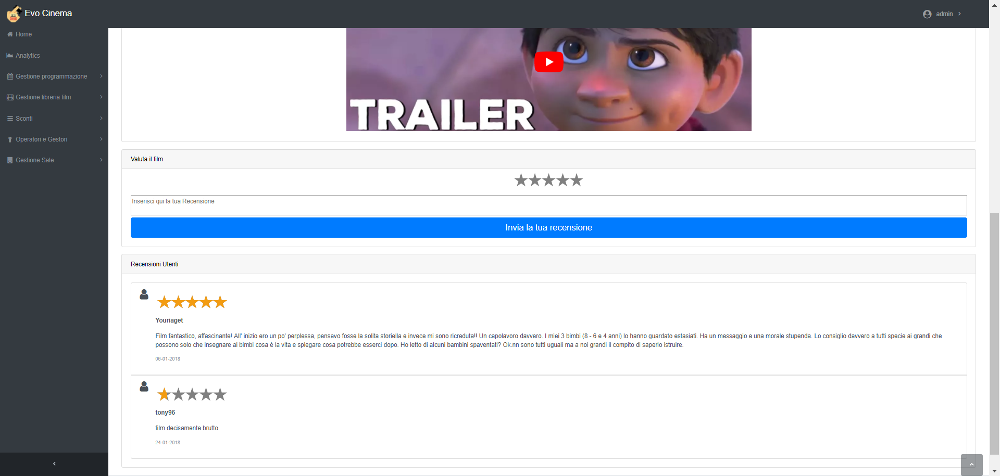 Evo Cinema
admin
Home
Analytics
Gestione programmazione
Gestione libreria film
Sconti
Operatori e Gestori
Gestione Sale
TRAILER
Valuta il film
Inserisci qui la tua Recensione
Invia la tua recensione
Recensioni Utenti
Youriaget
Film fantastico, affascinante! All' inizio ero un po' perplessa, pensavo fosse la solita storiella e invece mi sono ricreduta!! Un capolavoro davvero. I miei 3 bimbi (8 - 6 e 4 anni) lo hanno guardato estasiati. Ha un messaggio e una morale stupenda. Lo consiglio davvero a tutti specie ai grandi che
possono solo che insegnare ai bimbi cosa è la vita e spiegare cosa potrebbe esserci dopo. Ho letto di alcuni bambini spaventati? Ok.nn sono tutti uguali ma a noi grandi il compito di saperlo istruire.
06-01-2018
tony96
film decisamente brutto
24-01-2018